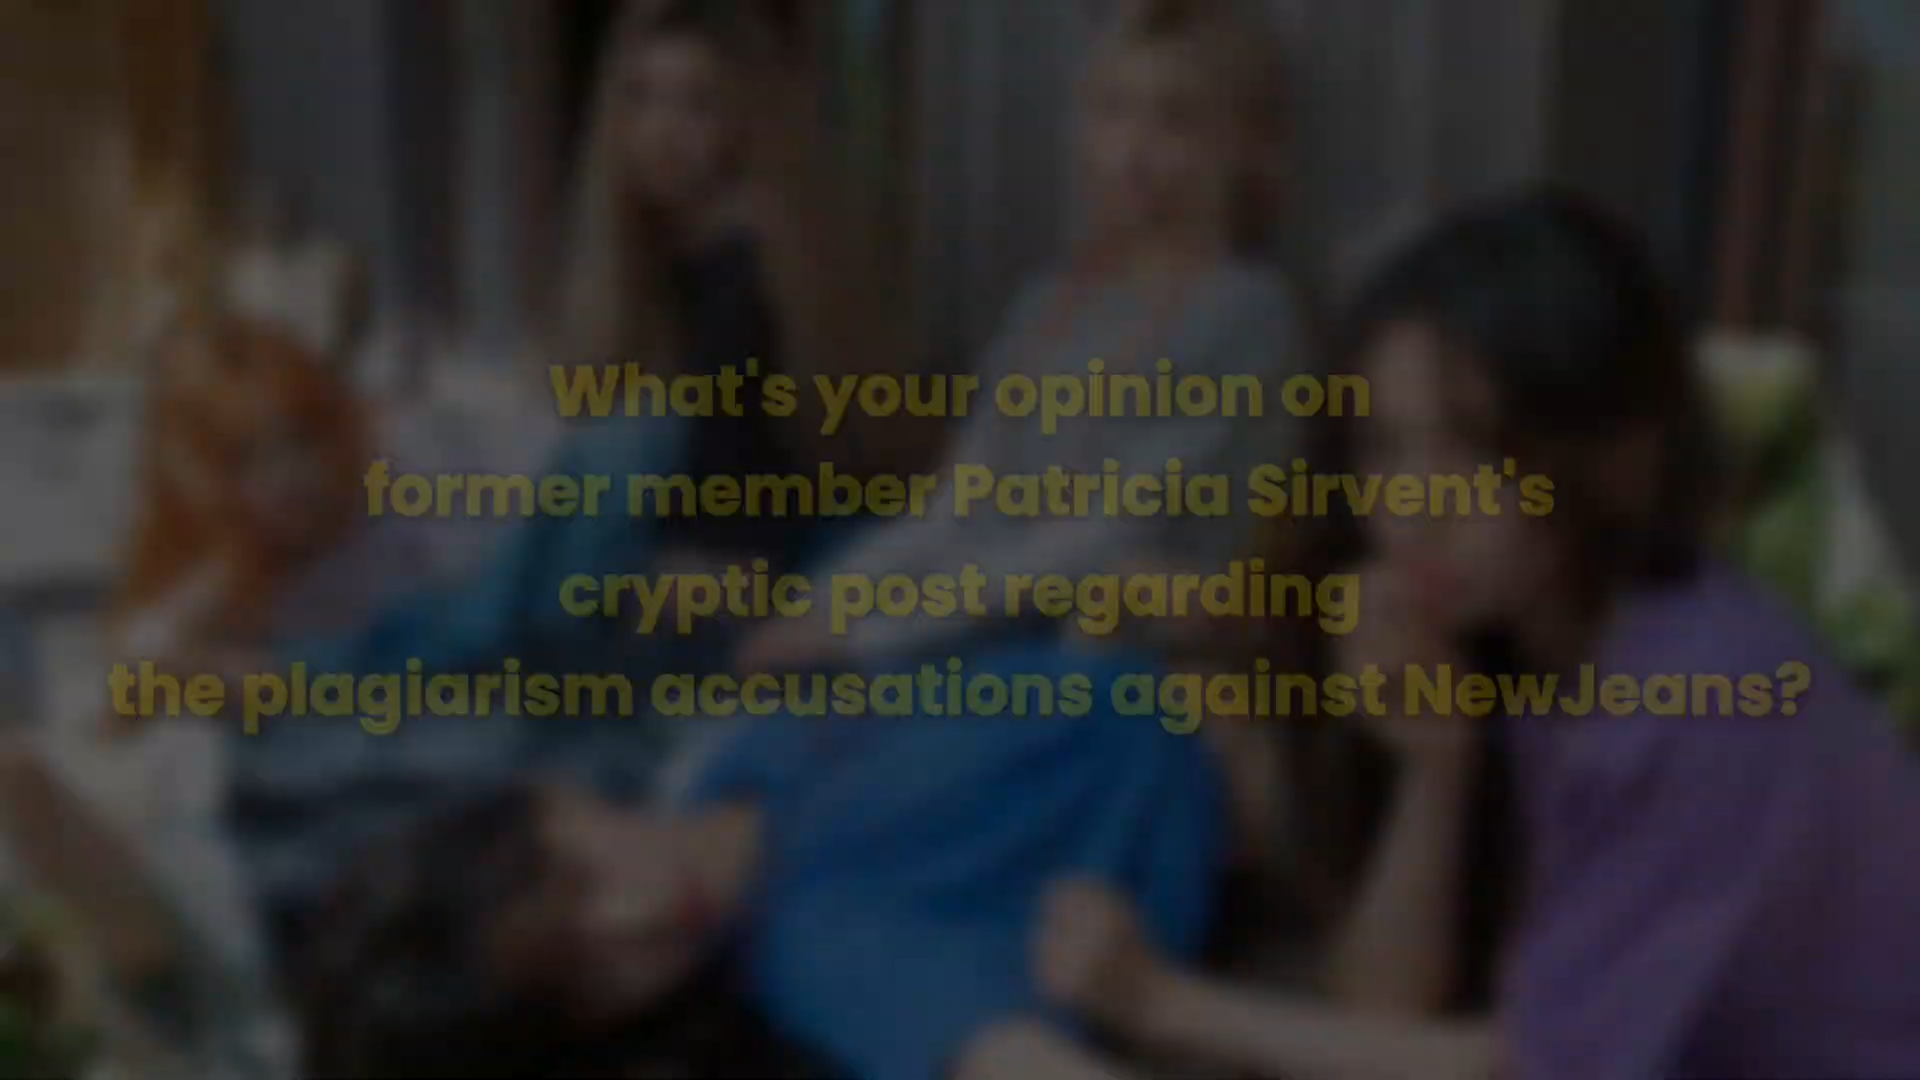 What's your opinion on
former member Patricia Sirvent's
cryptic post regarding
the plagiarism accusations against NewJeans?